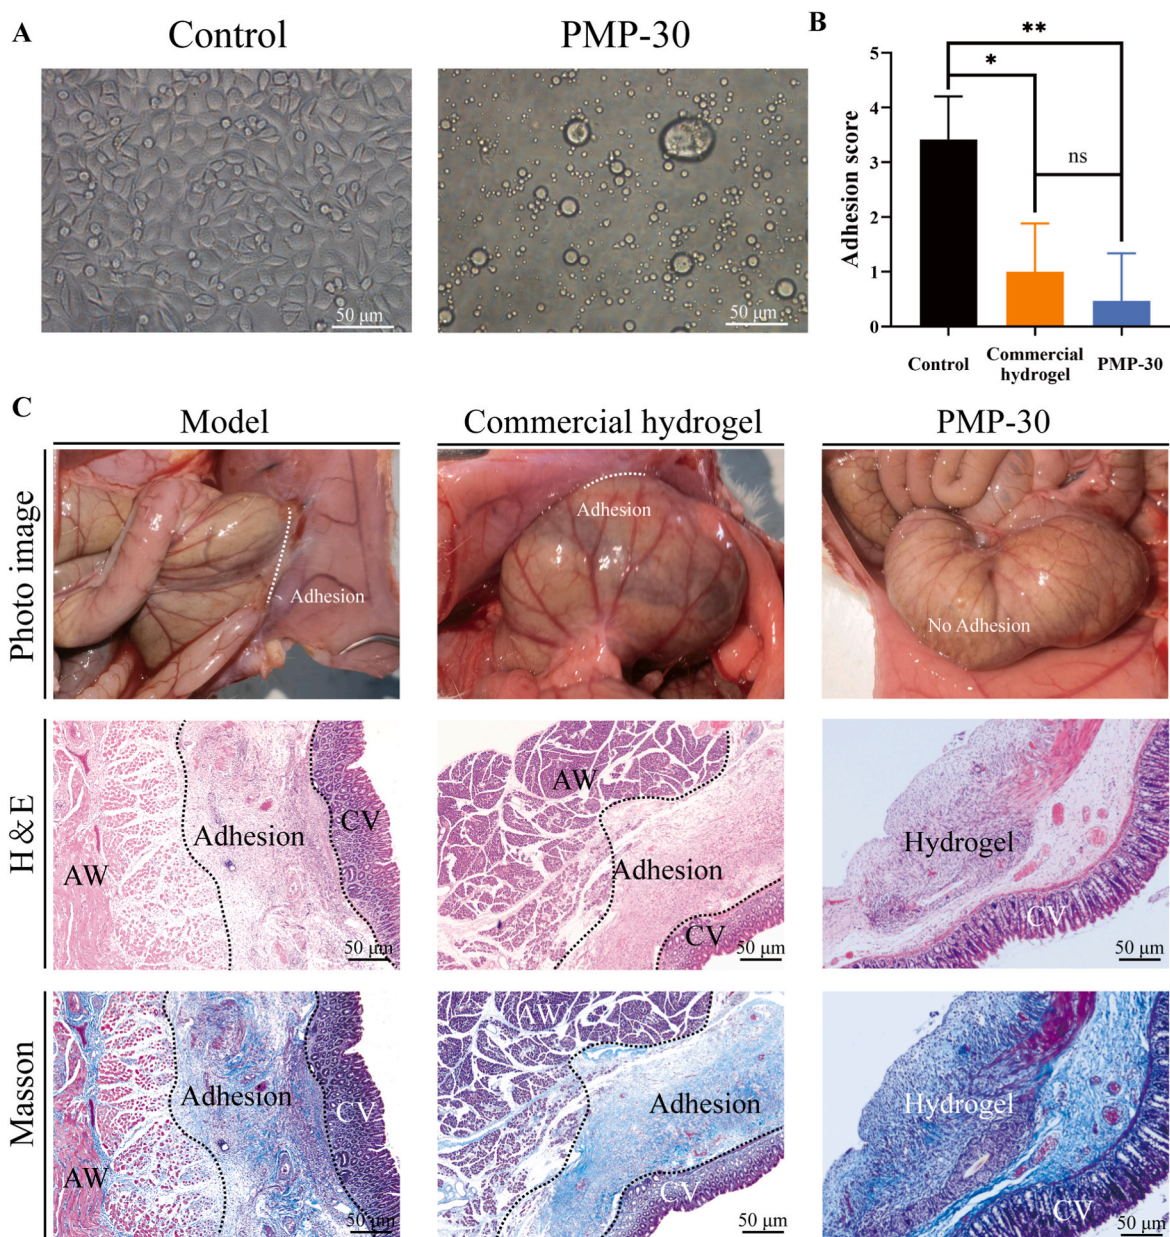 A
Control
PMP-30
50 μm
50 μm
B
**
*
ns
Adhesion score
5
4
3
2
1
0
Control
Commercial
hydrogel
PMP-30
C
Model
Commercial hydrogel
PMP-30
Photo image
Adhesion
Adhesion
No Adhesion
H&E
AW
Adhesion
CV
50 μm
AW
Adhesion
CV
50 μm
Hydrogel
CV
50 μm
Masson
AW
Adhesion
CV
50 μm
AW
Adhesion
CV
50 μm
Hydrogel
CV
50 μm